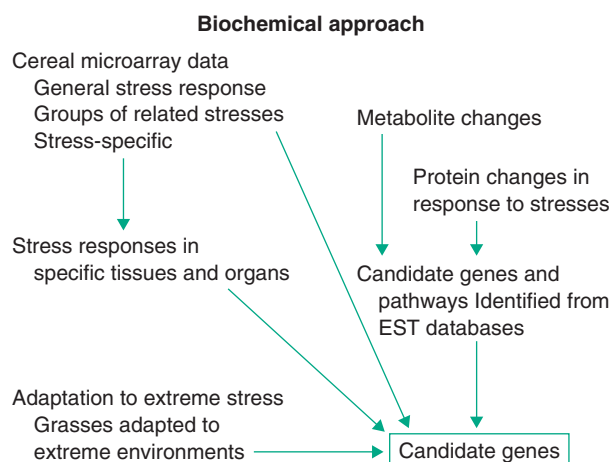 Biochemical approach
Cereal microarray data
General stress response
Groups of related stresses
Stress-specific
Metabolite changes
Protein changes in
response to stresses
Stress responses in
specific tissues and organs
Candidate genes and
pathways Identified from
EST databases
Adaptation to extreme stress
Grasses adapted to
extreme environments
Candidate genes